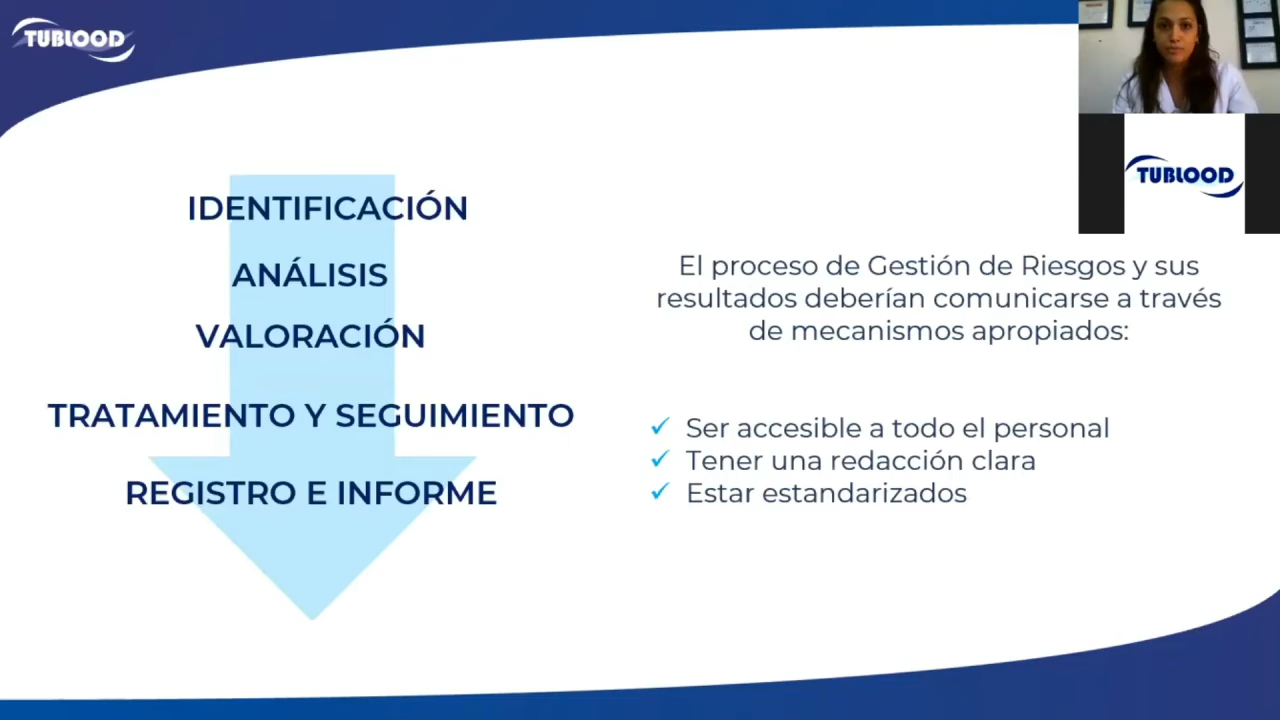 TUBLOOD
IDENTIFICACIÓN
ANÁLISIS
VALORACIÓN
TRATAMIENTO Y SEGUIMIENTO
REGISTRO E INFORME
TUBLOOD
El proceso de Gestión de Riesgos y sus
resultados deberían comunicarse a través
de mecanismos apropiados:
✓ Ser accesible a todo el personal
✓ Tener una redacción clara
✓ Estar estandarizados